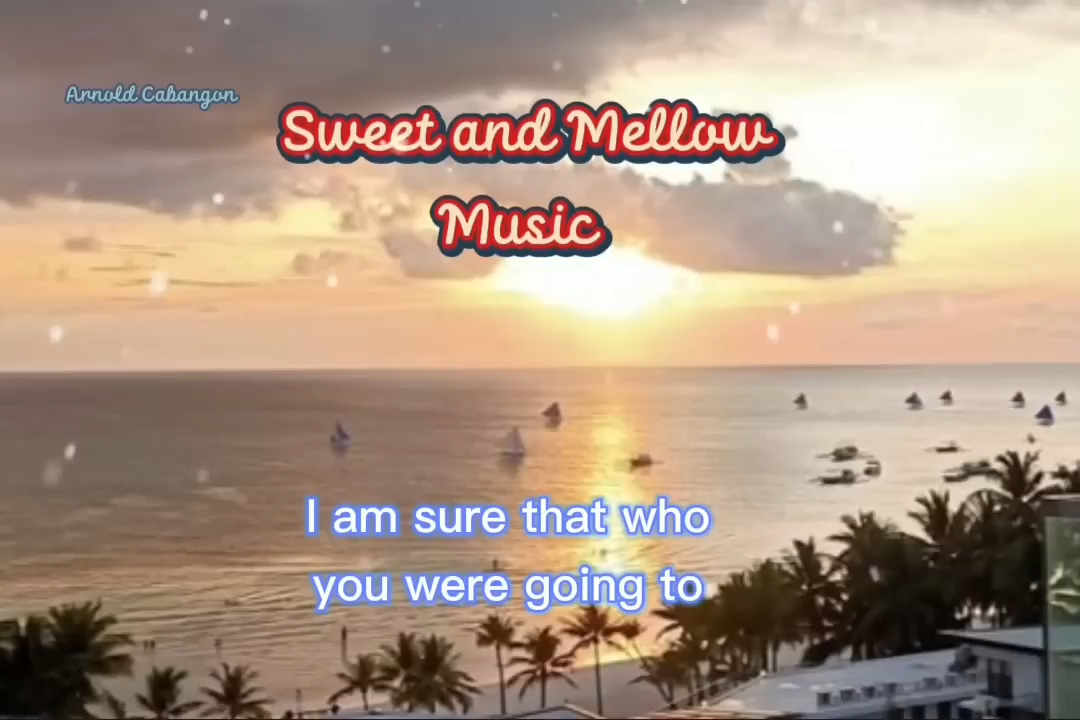 Arnold Cabangon
Sweet and Mellow
Music
I am sure that who
you were going to